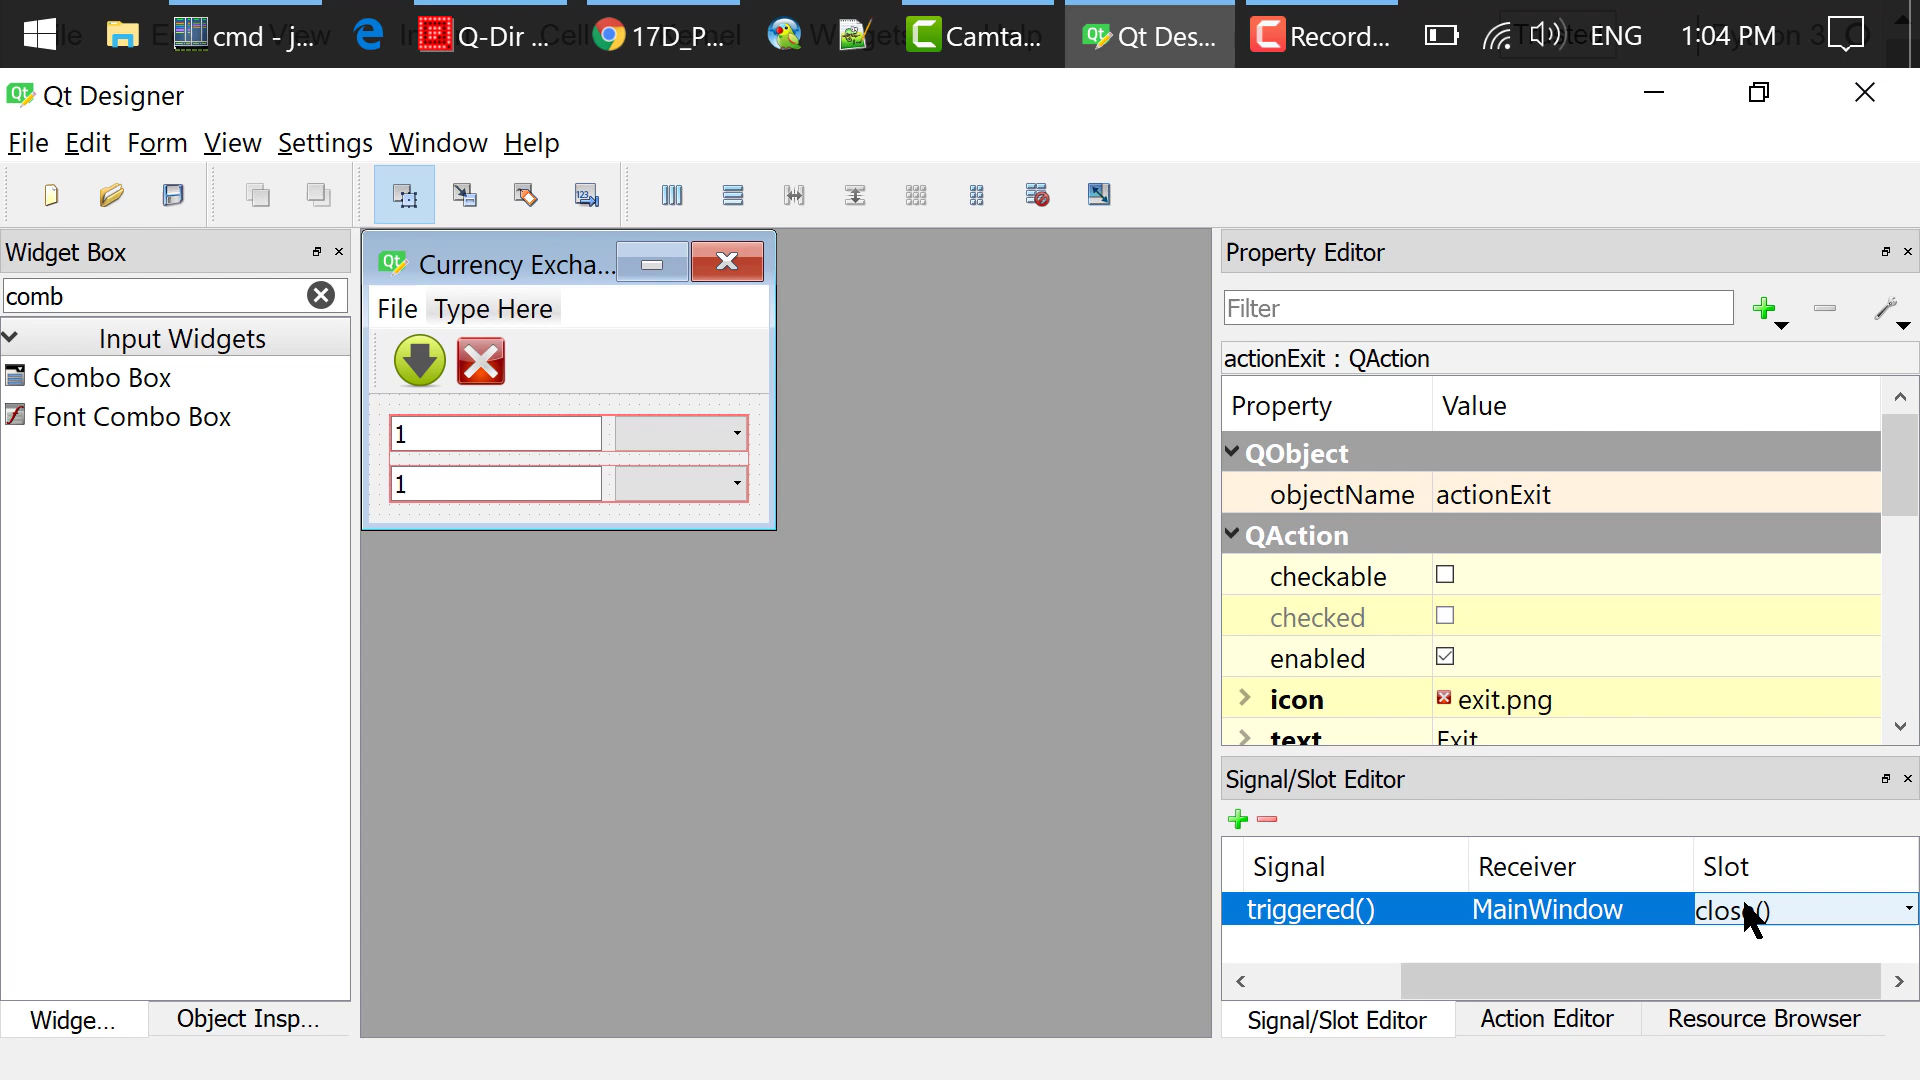 cmd - j...
Q-Dir ...
17D_P...
Camta...
Qt Des...
Record...
ENG
1:04 PM
Qt Designer
File Edit Form View Settings Window Help
Widget Box
comb
Input Widgets
Combo Box
Font Combo Box
Widge...
Object Insp...
Qt Currency Excha...
File Type Here
1
1
Property Editor
Filter
actionExit : QAction
Property Value
QObject
objectName actionExit
QAction
checkable
checked
enabled
icon exit.png
text Exit
Signal/Slot Editor
Signal Receiver Slot
triggered() MainWindow close()
Signal/Slot Editor
Action Editor
Resource Browser